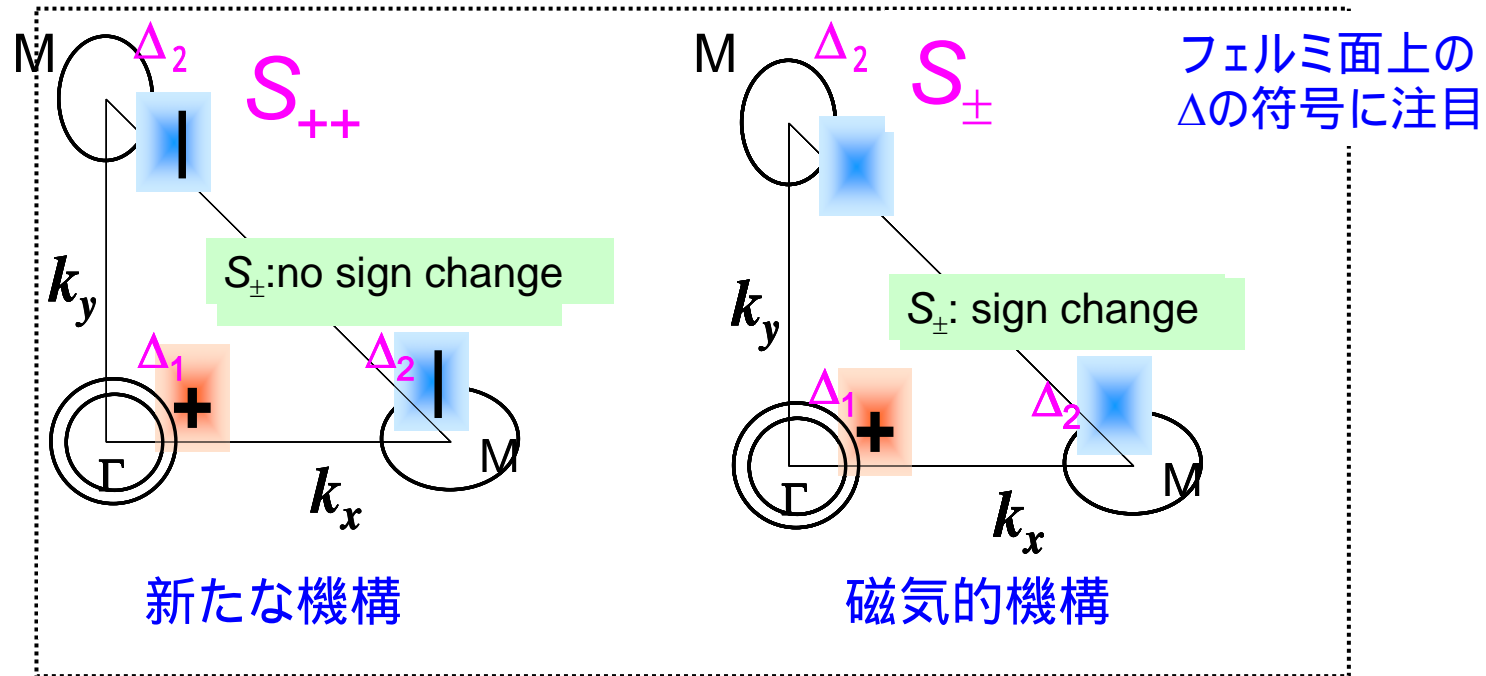 M
Δ2
S++
|
S±:no sign change
ky
Δ1
+
Δ2
|
Γ
M
kx
新たな機構
M
Δ2
S±
フェルミ面上の
Δの符号に注目
S±: sign change
ky
Δ1
+
Δ2
Γ
M
kx
磁気的機構